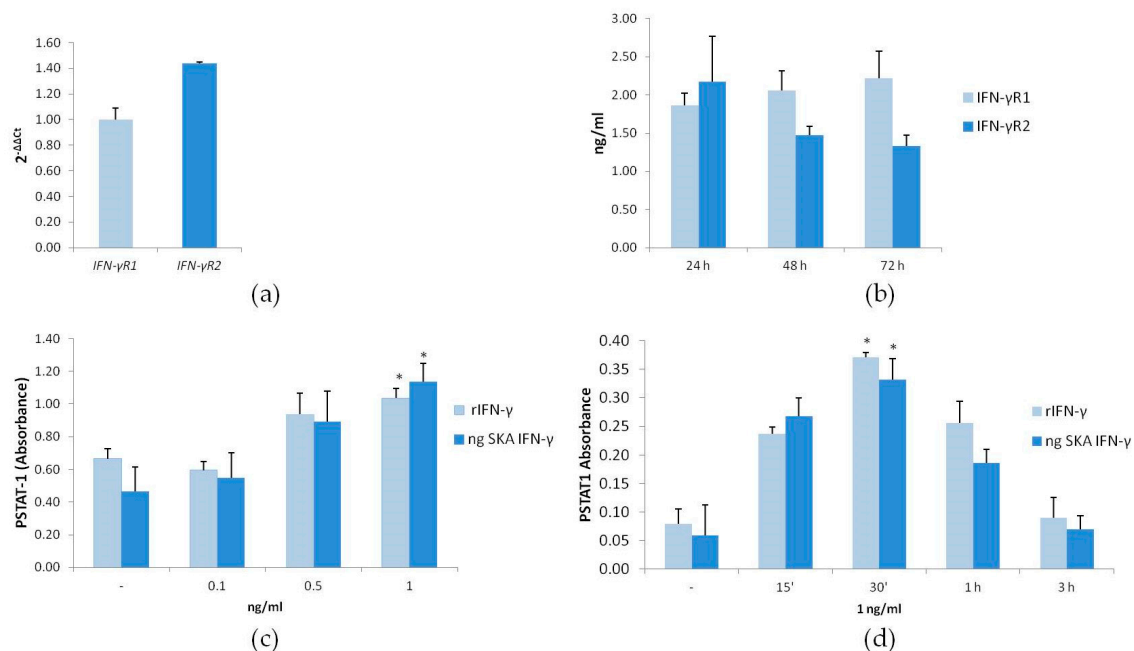 1.60
1.40
1.20
1.00
0.80
0.60
0.40
0.20
0.00
2^-ΔΔCt
IFN-γR1
IFN-γR2
(a)
3.00
2.50
2.00
1.50
1.00
0.50
0.00
ng/ml
24 h
48 h
72 h
IFN-γR1
IFN-γR2
(b)
1.40
1.20
1.00
0.80
0.60
0.40
0.20
0.00
PSTAT-1 (Absorbance)
*
*
-
0.1
0.5
1
ng/ml
rIFN-γ
ng SKA IFN-γ
(c)
0.40
0.35
0.30
0.25
0.20
0.15
0.10
0.05
0.00
PSTAT1 Absorbance
*
*
-
15'
30'
1 h
3 h
1 ng/ml
rIFN-γ
ng SKA IFN-γ
(d)